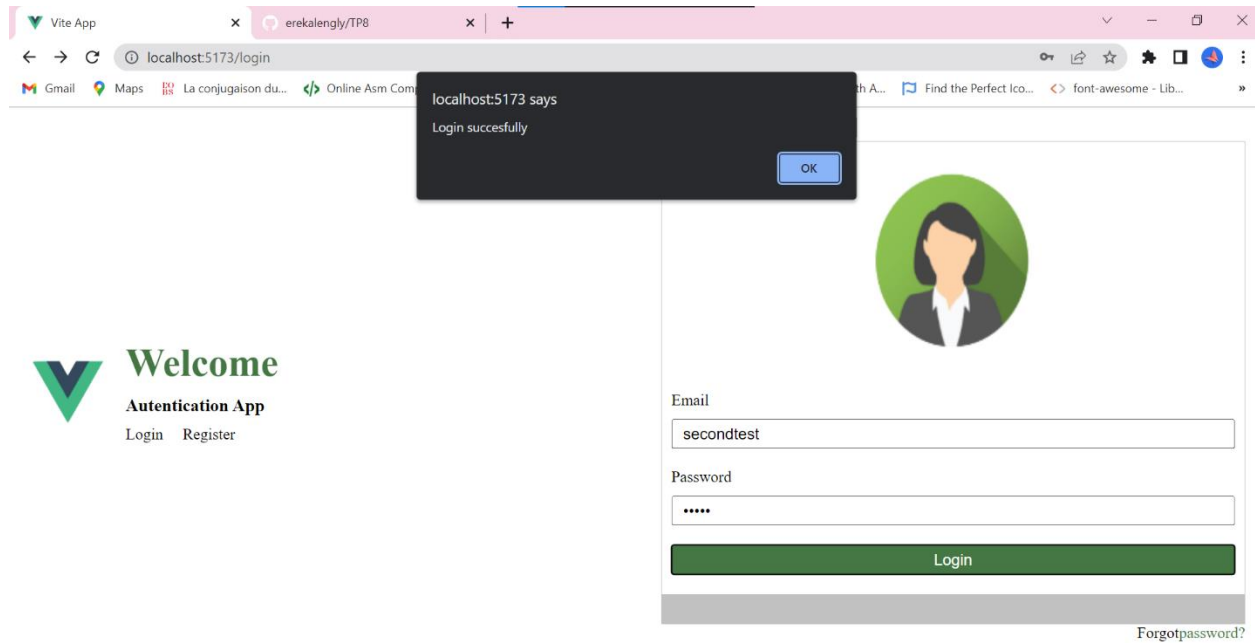 Vite App
erekalengly/TP8
localhost:5173/login
Gmail
Maps
La conjugaison du...
</> Online Asm Com
th A...
Find the Perfect Ico...
<> font-awesome - Lib...
»
localhost:5173 says
Login succesfully
OK
Welcome
Autentication App
Login Register
Email
secondtest
Password
•••••
Login
Forgotpassword?